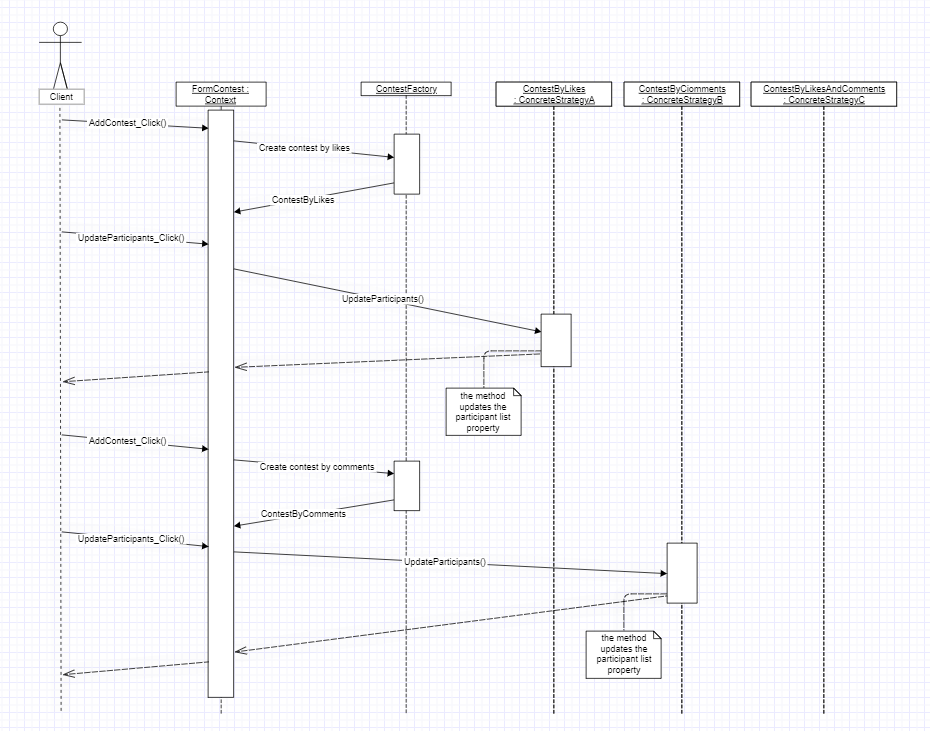 Client
FormContest :
Context
ContestFactory
ContestByLikes
: ConcreteStrategyA
ContestByCiomments
: ConcreteStrategyB
ContestByLikesAndComments
: ConcreteStrategyC
AddContest_Click()
Create contest by likes
ContestByLikes
UpdateParticipants_Click()
UpdateParticipants()
the method
updates the
participant list
property
AddContest_Click()
Create contest by comments
ContestByComments
UpdateParticipants_Click()
UpdateParticipants()
the method
updates the
participant list
property